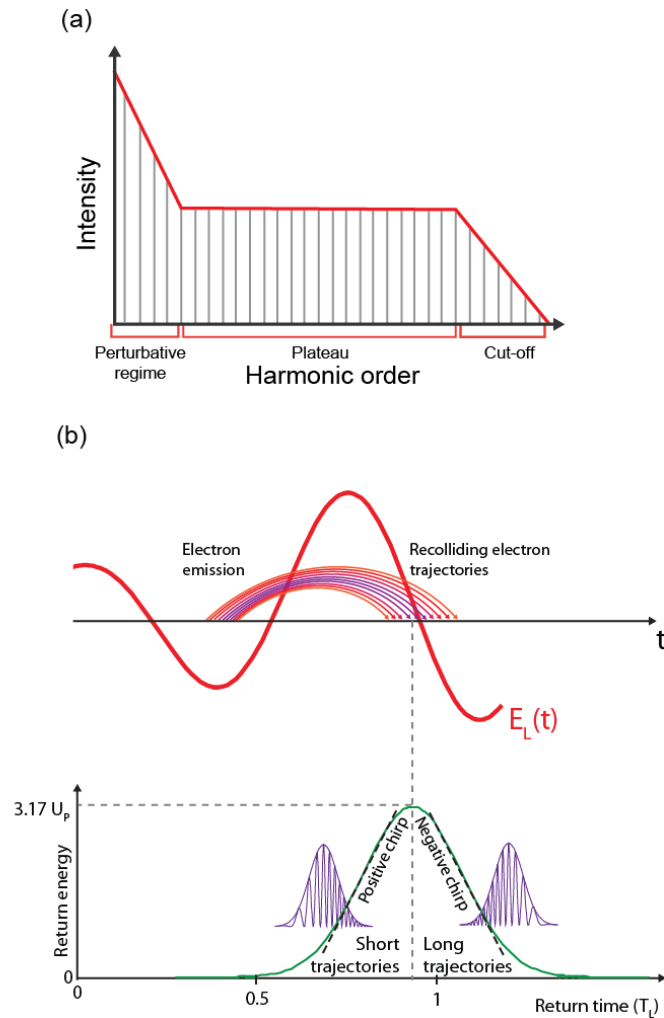 (a)
Intensity
Perturbative
regime
Plateau
Cut-off
Harmonic order
(b)
Electron
emission
Recolliding electron
trajectories
t
E_L(t)
3.17 U_P
Return energy
Positive chirp
Negative chirp
Short
trajectories
Long
trajectories
0
0.5
1
Return time (T_L)